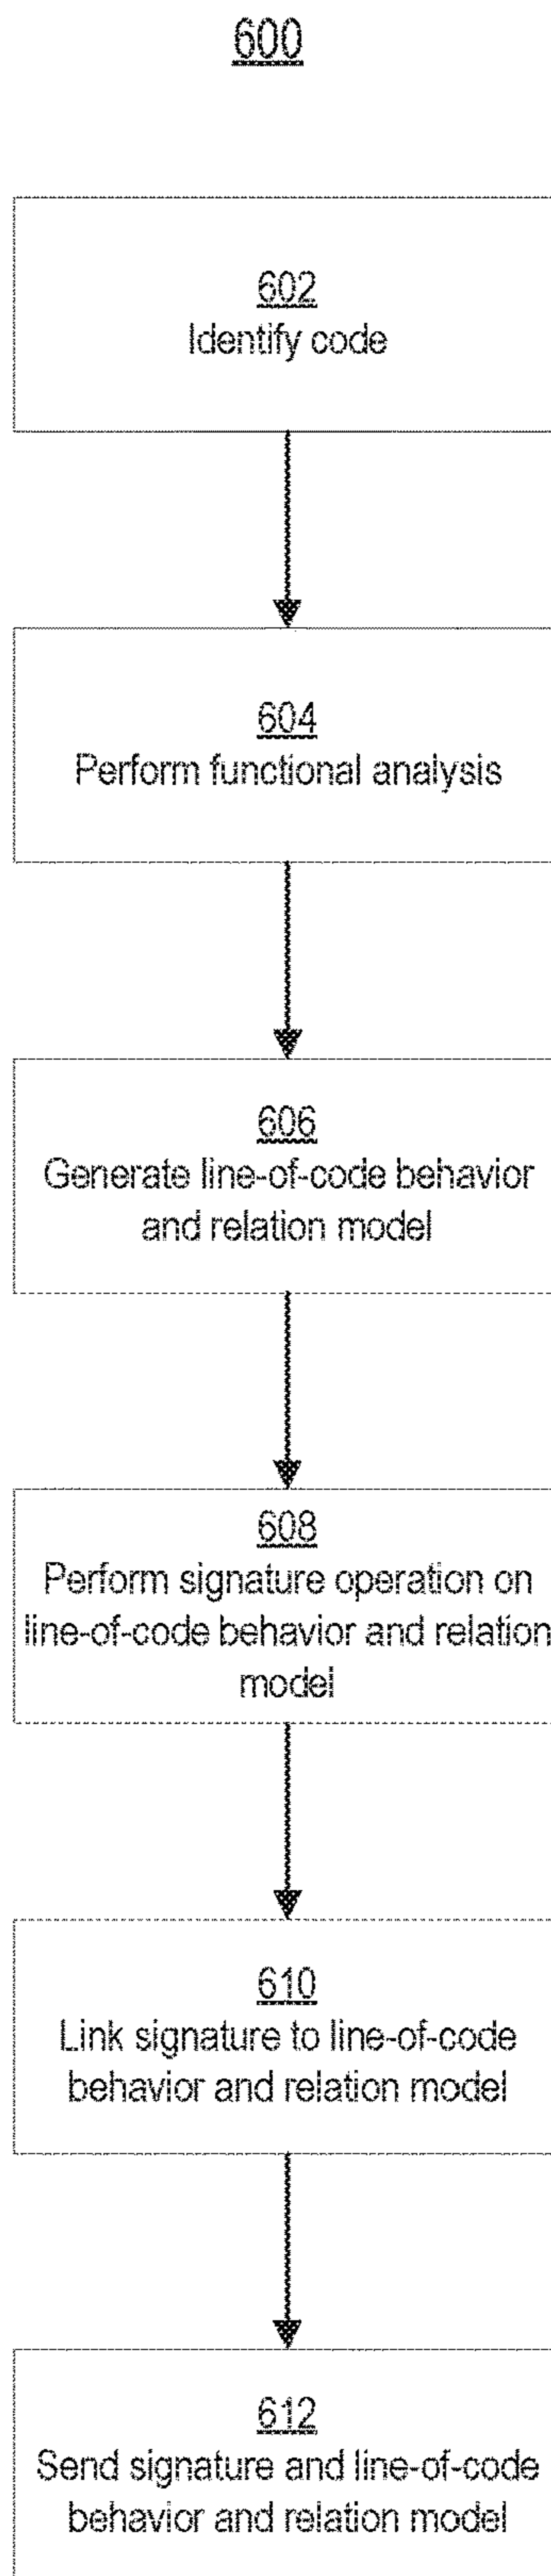 600
602
Identify code
604
Perform functional analysis
606
Generate line-of-code behavior
and relation model
608
Perform signature operation on
line-of-code behavior and relation
model
610
Link signature to line-of-code
behavior and relation model
612
Send signature and line-of-code
behavior and relation model